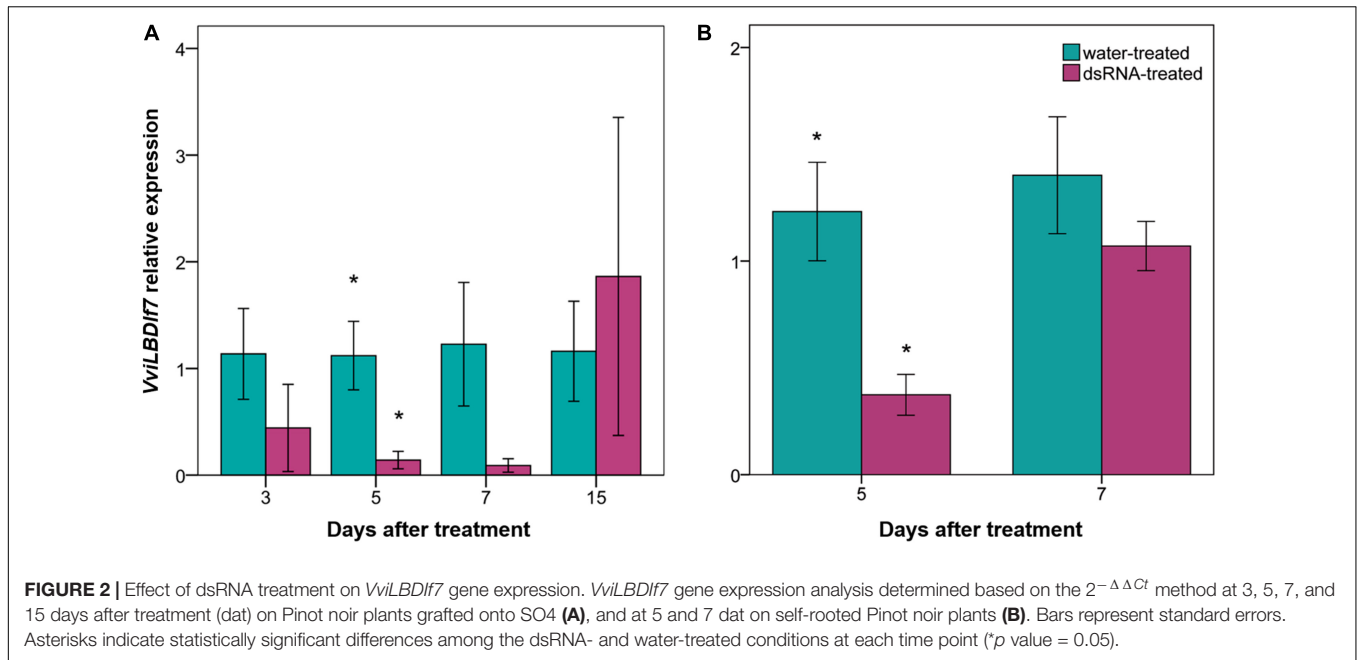 A
4
3
2
1
0
VviLBDIf7 relative expression
*
*
3 5 7 15
Days after treatment
B
2
1
0
water-treated
dsRNA-treated
*
*
5 7
Days after treatment
FIGURE 2 | Effect of dsRNA treatment on VviLBDIf7 gene expression. VviLBDIf7 gene expression analysis determined based on the 2^−ΔΔCt method at 3, 5, 7, and
15 days after treatment (dat) on Pinot noir plants grafted onto SO4 (A), and at 5 and 7 dat on self-rooted Pinot noir plants (B). Bars represent standard errors.
Asterisks indicate statistically significant differences among the dsRNA- and water-treated conditions at each time point (*p value = 0.05).